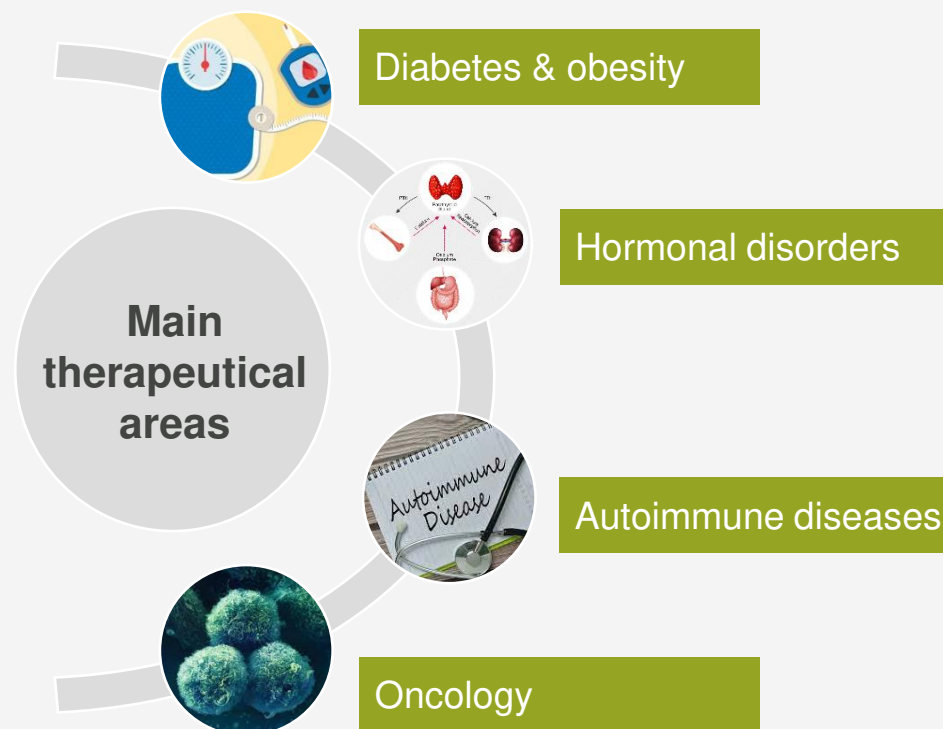 Diabetes & obesity
Hormonal disorders
Main
therapeutical
areas
Autoimmune
Disease
Autoimmune diseases
Oncology